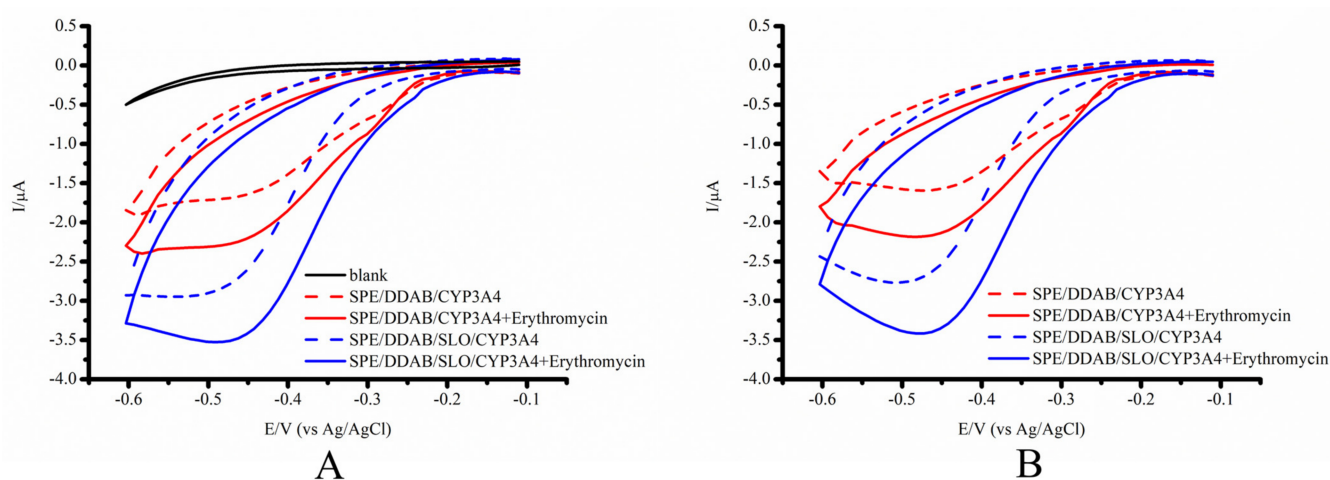 0.5
0.0
-0.5
-1.0
-1.5
-2.0
-2.5
-3.0
-3.5
-4.0
I/μA
blank
SPE/DDAB/CYP3A4
SPE/DDAB/CYP3A4+Erythromycin
SPE/DDAB/SLO/CYP3A4
SPE/DDAB/SLO/CYP3A4+Erythromycin
-0.6 -0.5 -0.4 -0.3 -0.2 -0.1
E/V (vs Ag/AgCl)
A
0.5
0.0
-0.5
-1.0
-1.5
-2.0
-2.5
-3.0
-3.5
-4.0
I/μA
SPE/DDAB/CYP3A4
SPE/DDAB/CYP3A4+Erythromycin
SPE/DDAB/SLO/CYP3A4
SPE/DDAB/SLO/CYP3A4+Erythromycin
-0.6 -0.5 -0.4 -0.3 -0.2 -0.1
E/V (vs Ag/AgCl)
B